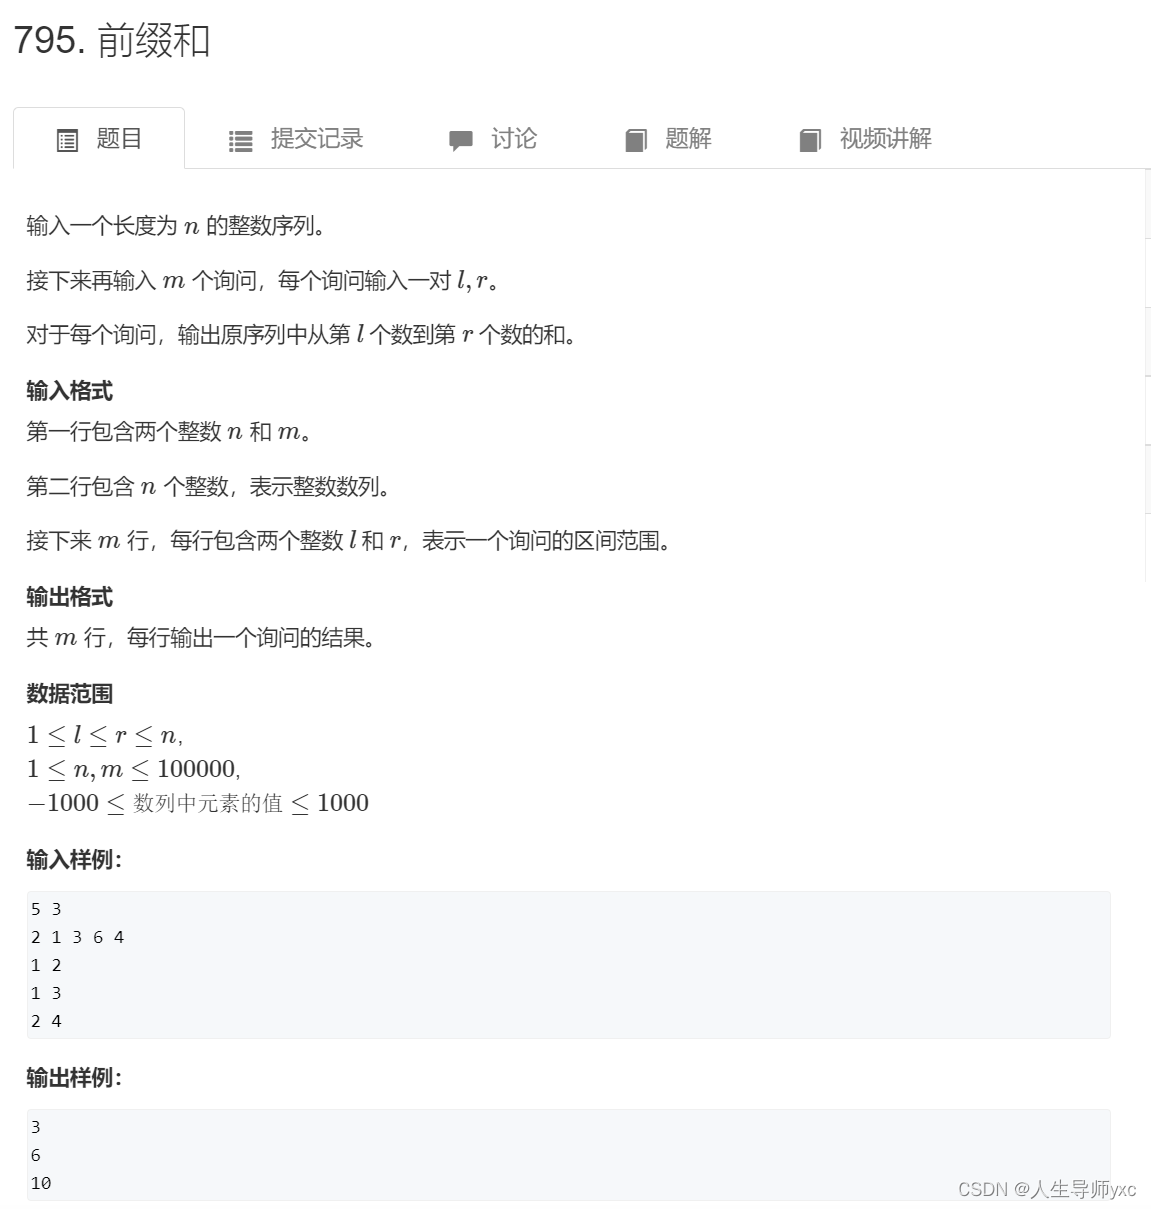 795. 前缀和
题目 提交记录 讨论 题解 视频讲解
输入一个长度为 n 的整数序列。
接下来再输入 m 个询问，每个询问输入一对 l, r。
对于每个询问，输出原序列中从第 l 个数到第 r 个数的和。
输入格式
第一行包含两个整数 n 和 m。
第二行包含 n 个整数，表示整数数列。
接下来 m 行，每行包含两个整数 l 和 r，表示一个询问的区间范围。
输出格式
共 m 行，每行输出一个询问的结果。
数据范围
1 ≤ l ≤ r ≤ n,
1 ≤ n, m ≤ 100000,
−1000 ≤ 数列中元素的值 ≤ 1000
输入样例：
5 3
2 1 3 6 4
1 2
1 3
2 4
输出样例：
3
6
10
CSDN @人生导师yxc